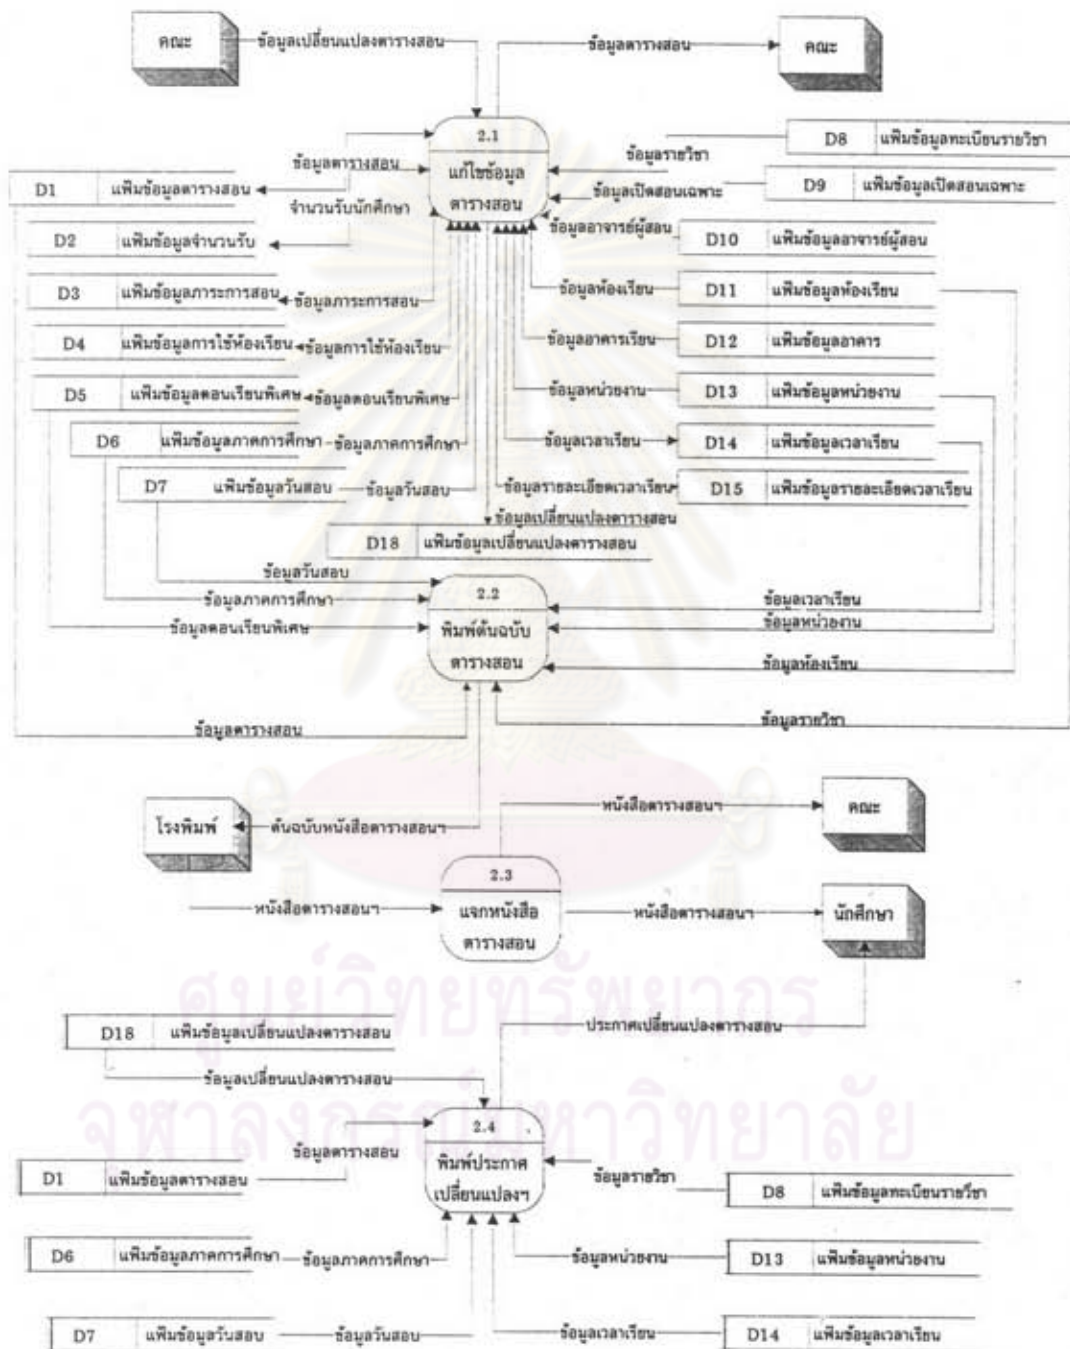 คณะ
ข้อมูลเปลี่ยนแปลงตารางสอน
ข้อมูลตารางสอน
คณะ
2.1
แก้ไขข้อมูล
ตารางสอน
ข้อมูลตารางสอน
จำนวนรับนักศึกษา
D1 แฟ้มข้อมูลตารางสอน
D2 แฟ้มข้อมูลจำนวนรับ
D3 แฟ้มข้อมูลภาระการสอน
ข้อมูลภาระการสอน
D4 แฟ้มข้อมูลการใช้ห้องเรียน
ข้อมูลการใช้ห้องเรียน
D5 แฟ้มข้อมูลตอนเรียนพิเศษ
ข้อมูลตอนเรียนพิเศษ
D6 แฟ้มข้อมูลภาคการศึกษา
ข้อมูลภาคการศึกษา
D7 แฟ้มข้อมูลวันสอบ
ข้อมูลวันสอบ
ข้อมูลรายวิชา
D8 แฟ้มข้อมูลทะเบียนรายวิชา
ข้อมูลเปิดสอนเฉพาะ
D9 แฟ้มข้อมูลเปิดสอนเฉพาะ
ข้อมูลอาจารย์ผู้สอน
D10 แฟ้มข้อมูลอาจารย์ผู้สอน
ข้อมูลห้องเรียน
D11 แฟ้มข้อมูลห้องเรียน
ข้อมูลอาคารเรียน
D12 แฟ้มข้อมูลอาคาร
ข้อมูลหน่วยงาน
D13 แฟ้มข้อมูลหน่วยงาน
ข้อมูลเวลาเรียน
D14 แฟ้มข้อมูลเวลาเรียน
ข้อมูลรายละเอียดเวลาเรียน
D15 แฟ้มข้อมูลรายละเอียดเวลาเรียน
ข้อมูลเปลี่ยนแปลงตารางสอน
D18 แฟ้มข้อมูลเปลี่ยนแปลงตารางสอน
ข้อมูลวันสอบ
ข้อมูลภาคการศึกษา
ข้อมูลตอนเรียนพิเศษ
2.2
พิมพ์ต้นฉบับ
ตารางสอน
ข้อมูลเวลาเรียน
ข้อมูลหน่วยงาน
ข้อมูลห้องเรียน
ข้อมูลตารางสอน
ข้อมูลรายวิชา
โรงพิมพ์
ต้นฉบับหนังสือตารางสอนฯ
หนังสือตารางสอนฯ
คณะ
2.3
แจกหนังสือ
ตารางสอน
หนังสือตารางสอนฯ
หนังสือตารางสอนฯ
นักศึกษา
ศูนย์วิทยทรัพยากร
จุฬาลงกรณ์มหาวิทยาลัย
D18 แฟ้มข้อมูลเปลี่ยนแปลงตารางสอน
ประกาศเปลี่ยนแปลงตารางสอน
ข้อมูลเปลี่ยนแปลงตารางสอน
2.4
พิมพ์ประกาศ
เปลี่ยนแปลงฯ
ข้อมูลตารางสอน
D1 แฟ้มข้อมูลตารางสอน
ข้อมูลรายวิชา
D8 แฟ้มข้อมูลทะเบียนรายวิชา
D6 แฟ้มข้อมูลภาคการศึกษา
ข้อมูลภาคการศึกษา
ข้อมูลหน่วยงาน
D13 แฟ้มข้อมูลหน่วยงาน
D7 แฟ้มข้อมูลวันสอบ
ข้อมูลวันสอบ
ข้อมูลเวลาเรียน
D14 แฟ้มข้อมูลเวลาเรียน